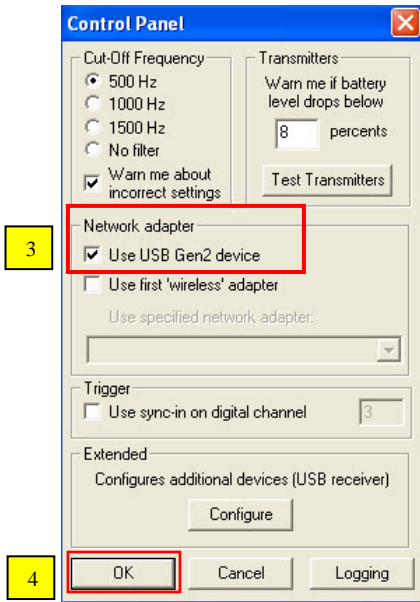 Control Panel
Cut-Off Frequency
500 Hz
1000 Hz
1500 Hz
No filter
Warn me about
incorrect settings
Transmitters
Warn me if battery
level drops below
8 percents
Test Transmitters
3
Network adapter
Use USB Gen2 device
Use first 'wireless' adapter
Use specified network adapter:
Trigger
Use sync-in on digital channel 3
Extended
Configures additional devices (USB receiver)
Configure
4
OK Cancel Logging